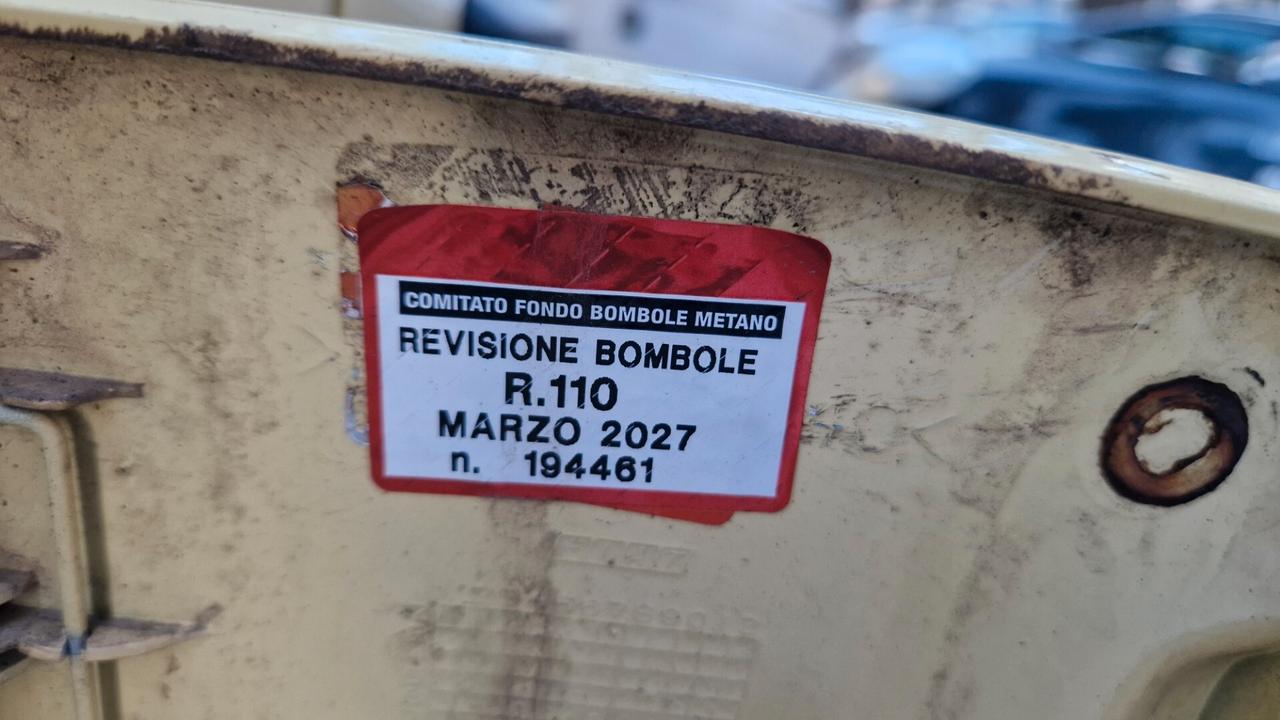 COMITATO FONDO BOMBOLE METANO
REVISIONE BOMBOLE
R.110
MARZO 2027
n. 194461